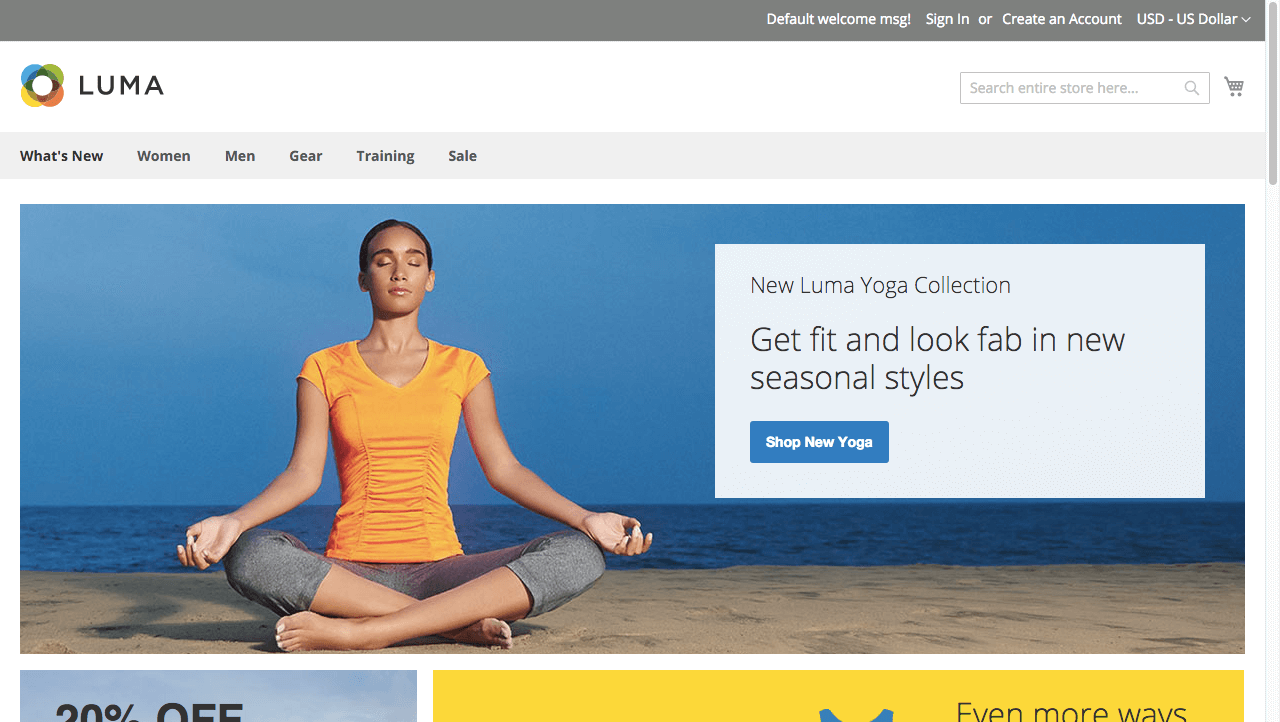 Default welcome msg! Sign In or Create an Account USD - US Dollar
LUMA
Search entire store here...
What's New Women Men Gear Training Sale
New Luma Yoga Collection
Get fit and look fab in new
seasonal styles
Shop New Yoga
20% OFF
Even more ways